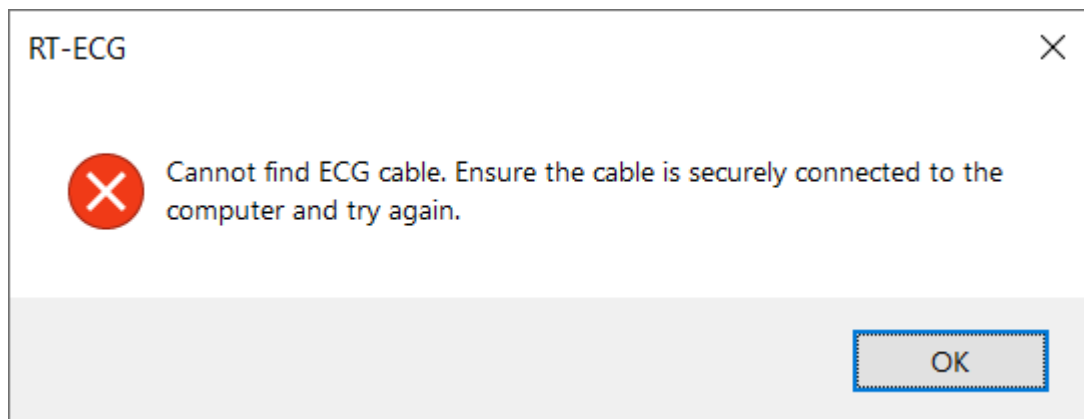 RT-ECG
Cannot find ECG cable. Ensure the cable is securely connected to the
computer and try again.
OK